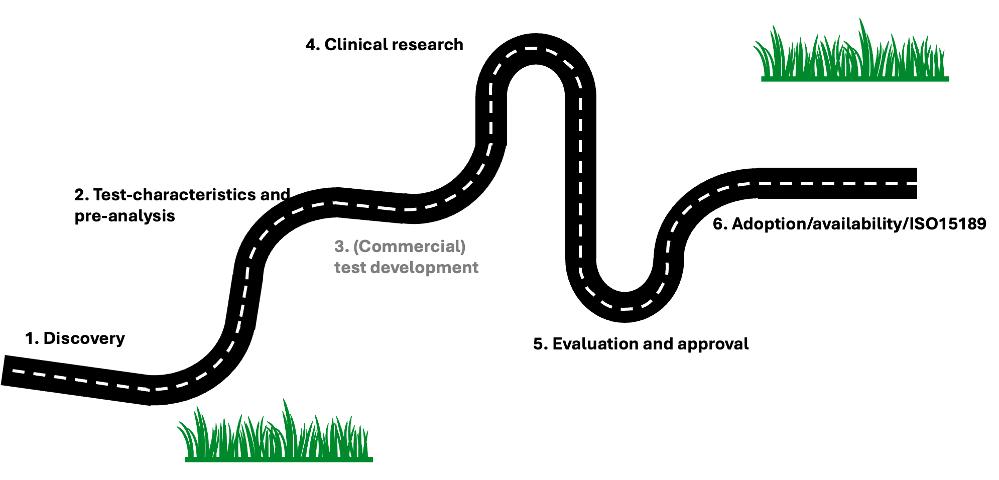 1. Discovery
2. Test-characteristics and
pre-analysis
3. (Commercial)
test development
4. Clinical research
5. Evaluation and approval
6. Adoption/availability/ISO15189